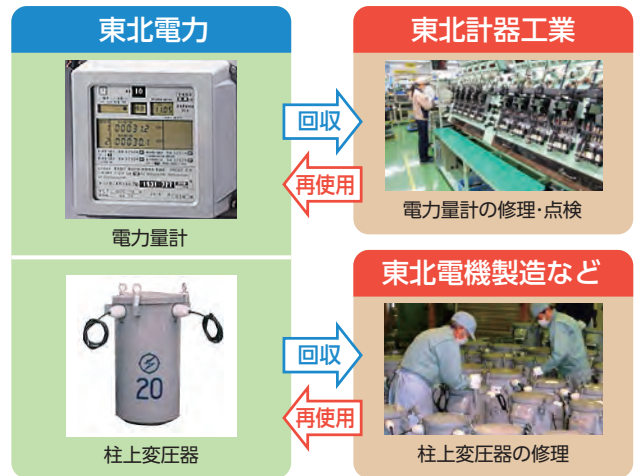 東北電力
電力量計
回収
再使用
東北計器工業
電力量計の修理・点検
柱上変圧器
20
回収
再使用
東北電機製造など
柱上変圧器の修理